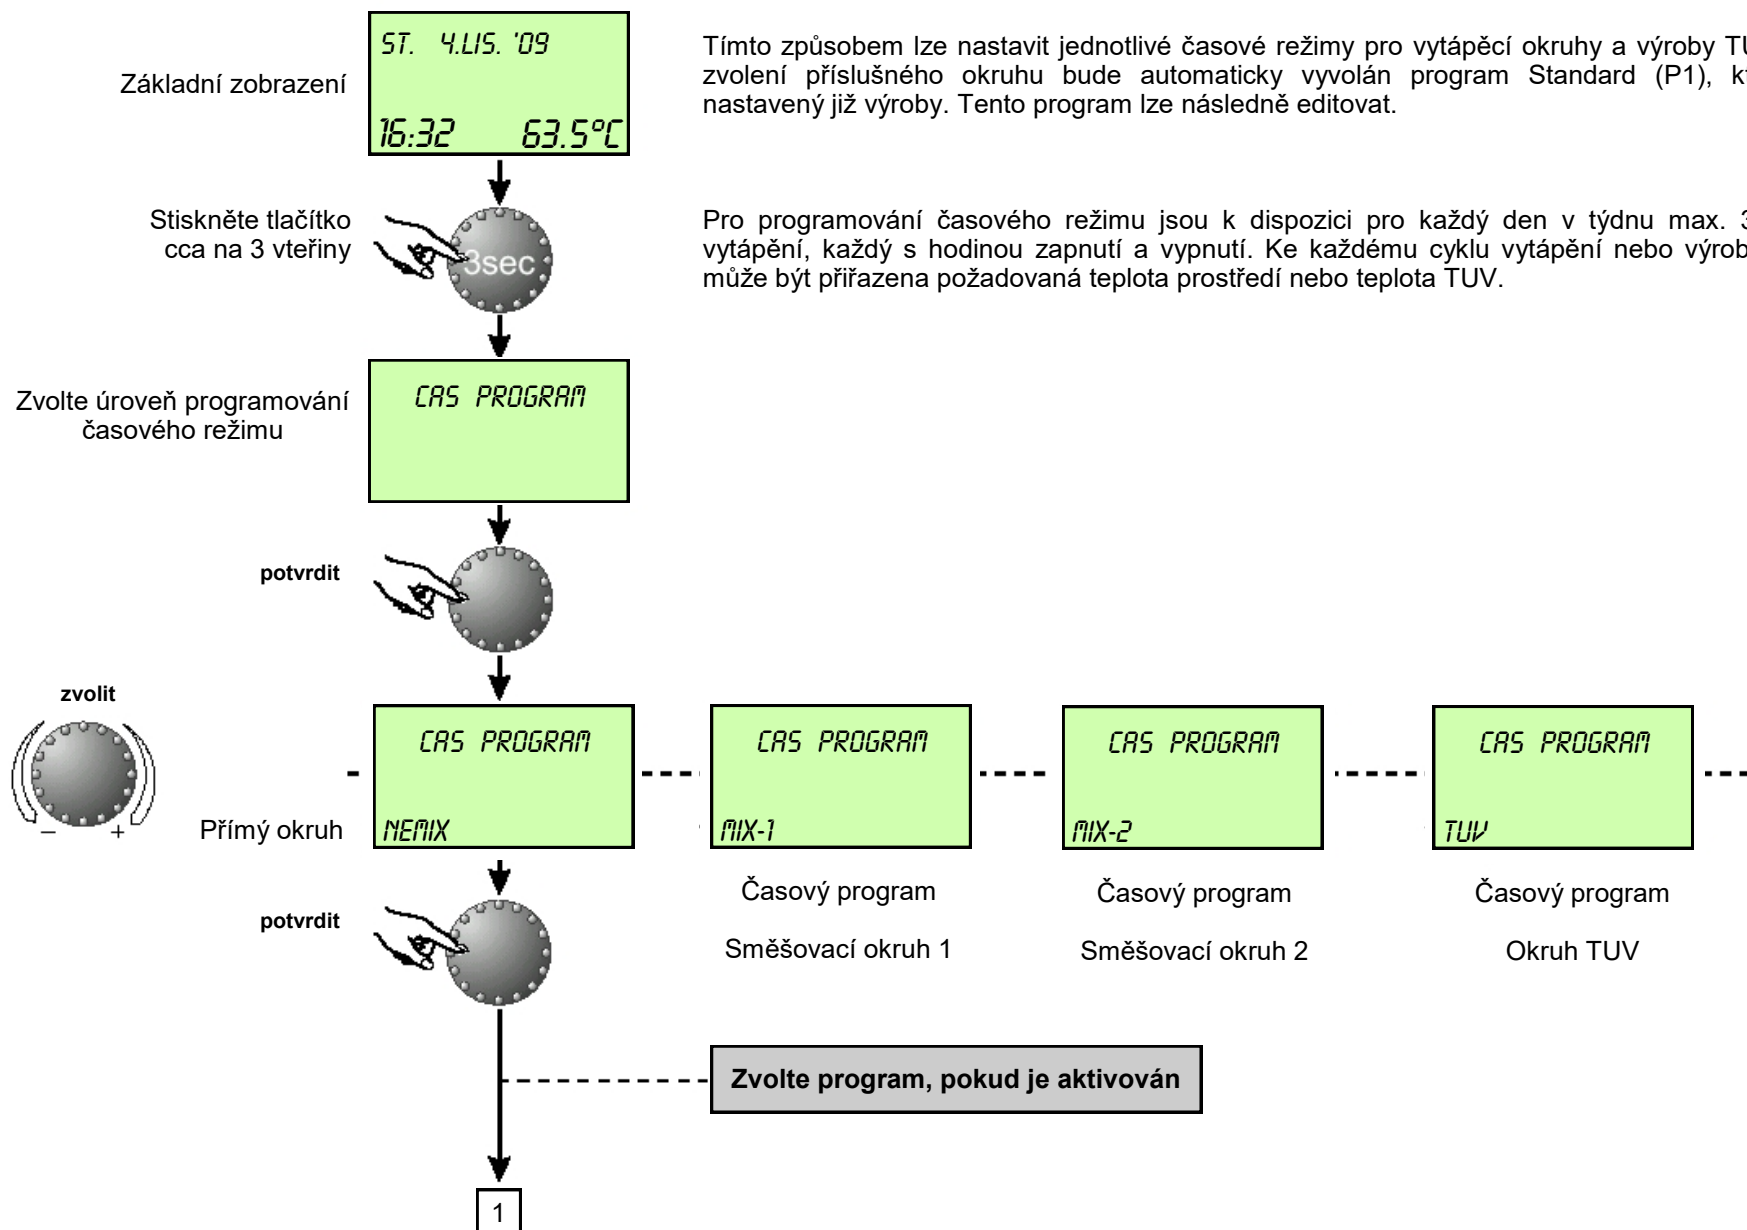 ST. 4.LIS. '09
16:32 63.5°C
Základní zobrazení
Tímto způsobem lze nastavit jednotlivé časové režimy pro vytápěcí okruhy a výroby
zvolení příslušného okruhu bude automaticky vyvolán program Standard (P1),
nastavený již výroby. Tento program lze následně editovat.
Stiskněte tlačítko
cca na 3 vteřiny
3sec
Pro programování časového režimu jsou k dispozici pro každý den v týdnu max. 3
vytápění, každý s hodinou zapnutí a vypnutí. Ke každému cyklu vytápění nebo
může být přiřazena požadovaná teplota prostředí nebo teplota TUV.
Zvolte úroveň programování
časového režimu
CAS PROGRAM
potvrdit
zvolit
– +
Přímý okruh
CAS PROGRAM
NEMIX
CAS PROGRAM
MIX-1
CAS PROGRAM
MIX-2
CAS PROGRAM
TUV
Časový program
Směšovací okruh 1
Časový program
Směšovací okruh 2
Časový program
Okruh TUV
potvrdit
Zvolte program, pokud je aktivován
1